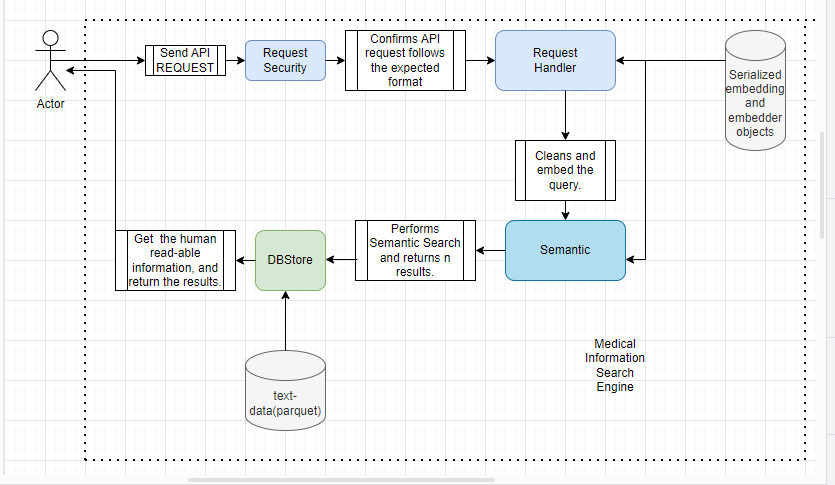 Actor
Send API
REQUEST
Request
Security
Confirms API
request follows
the expected
format
Request
Handler
Serialized
embedding
and
embedder
objects
Cleans and
embed the
query.
Semantic
Performs
Semantic Search
and returns n
results.
DBStore
Get the human
read-able
information, and
return the results.
text-
data(parquet)
Medical
Information
Search
Engine